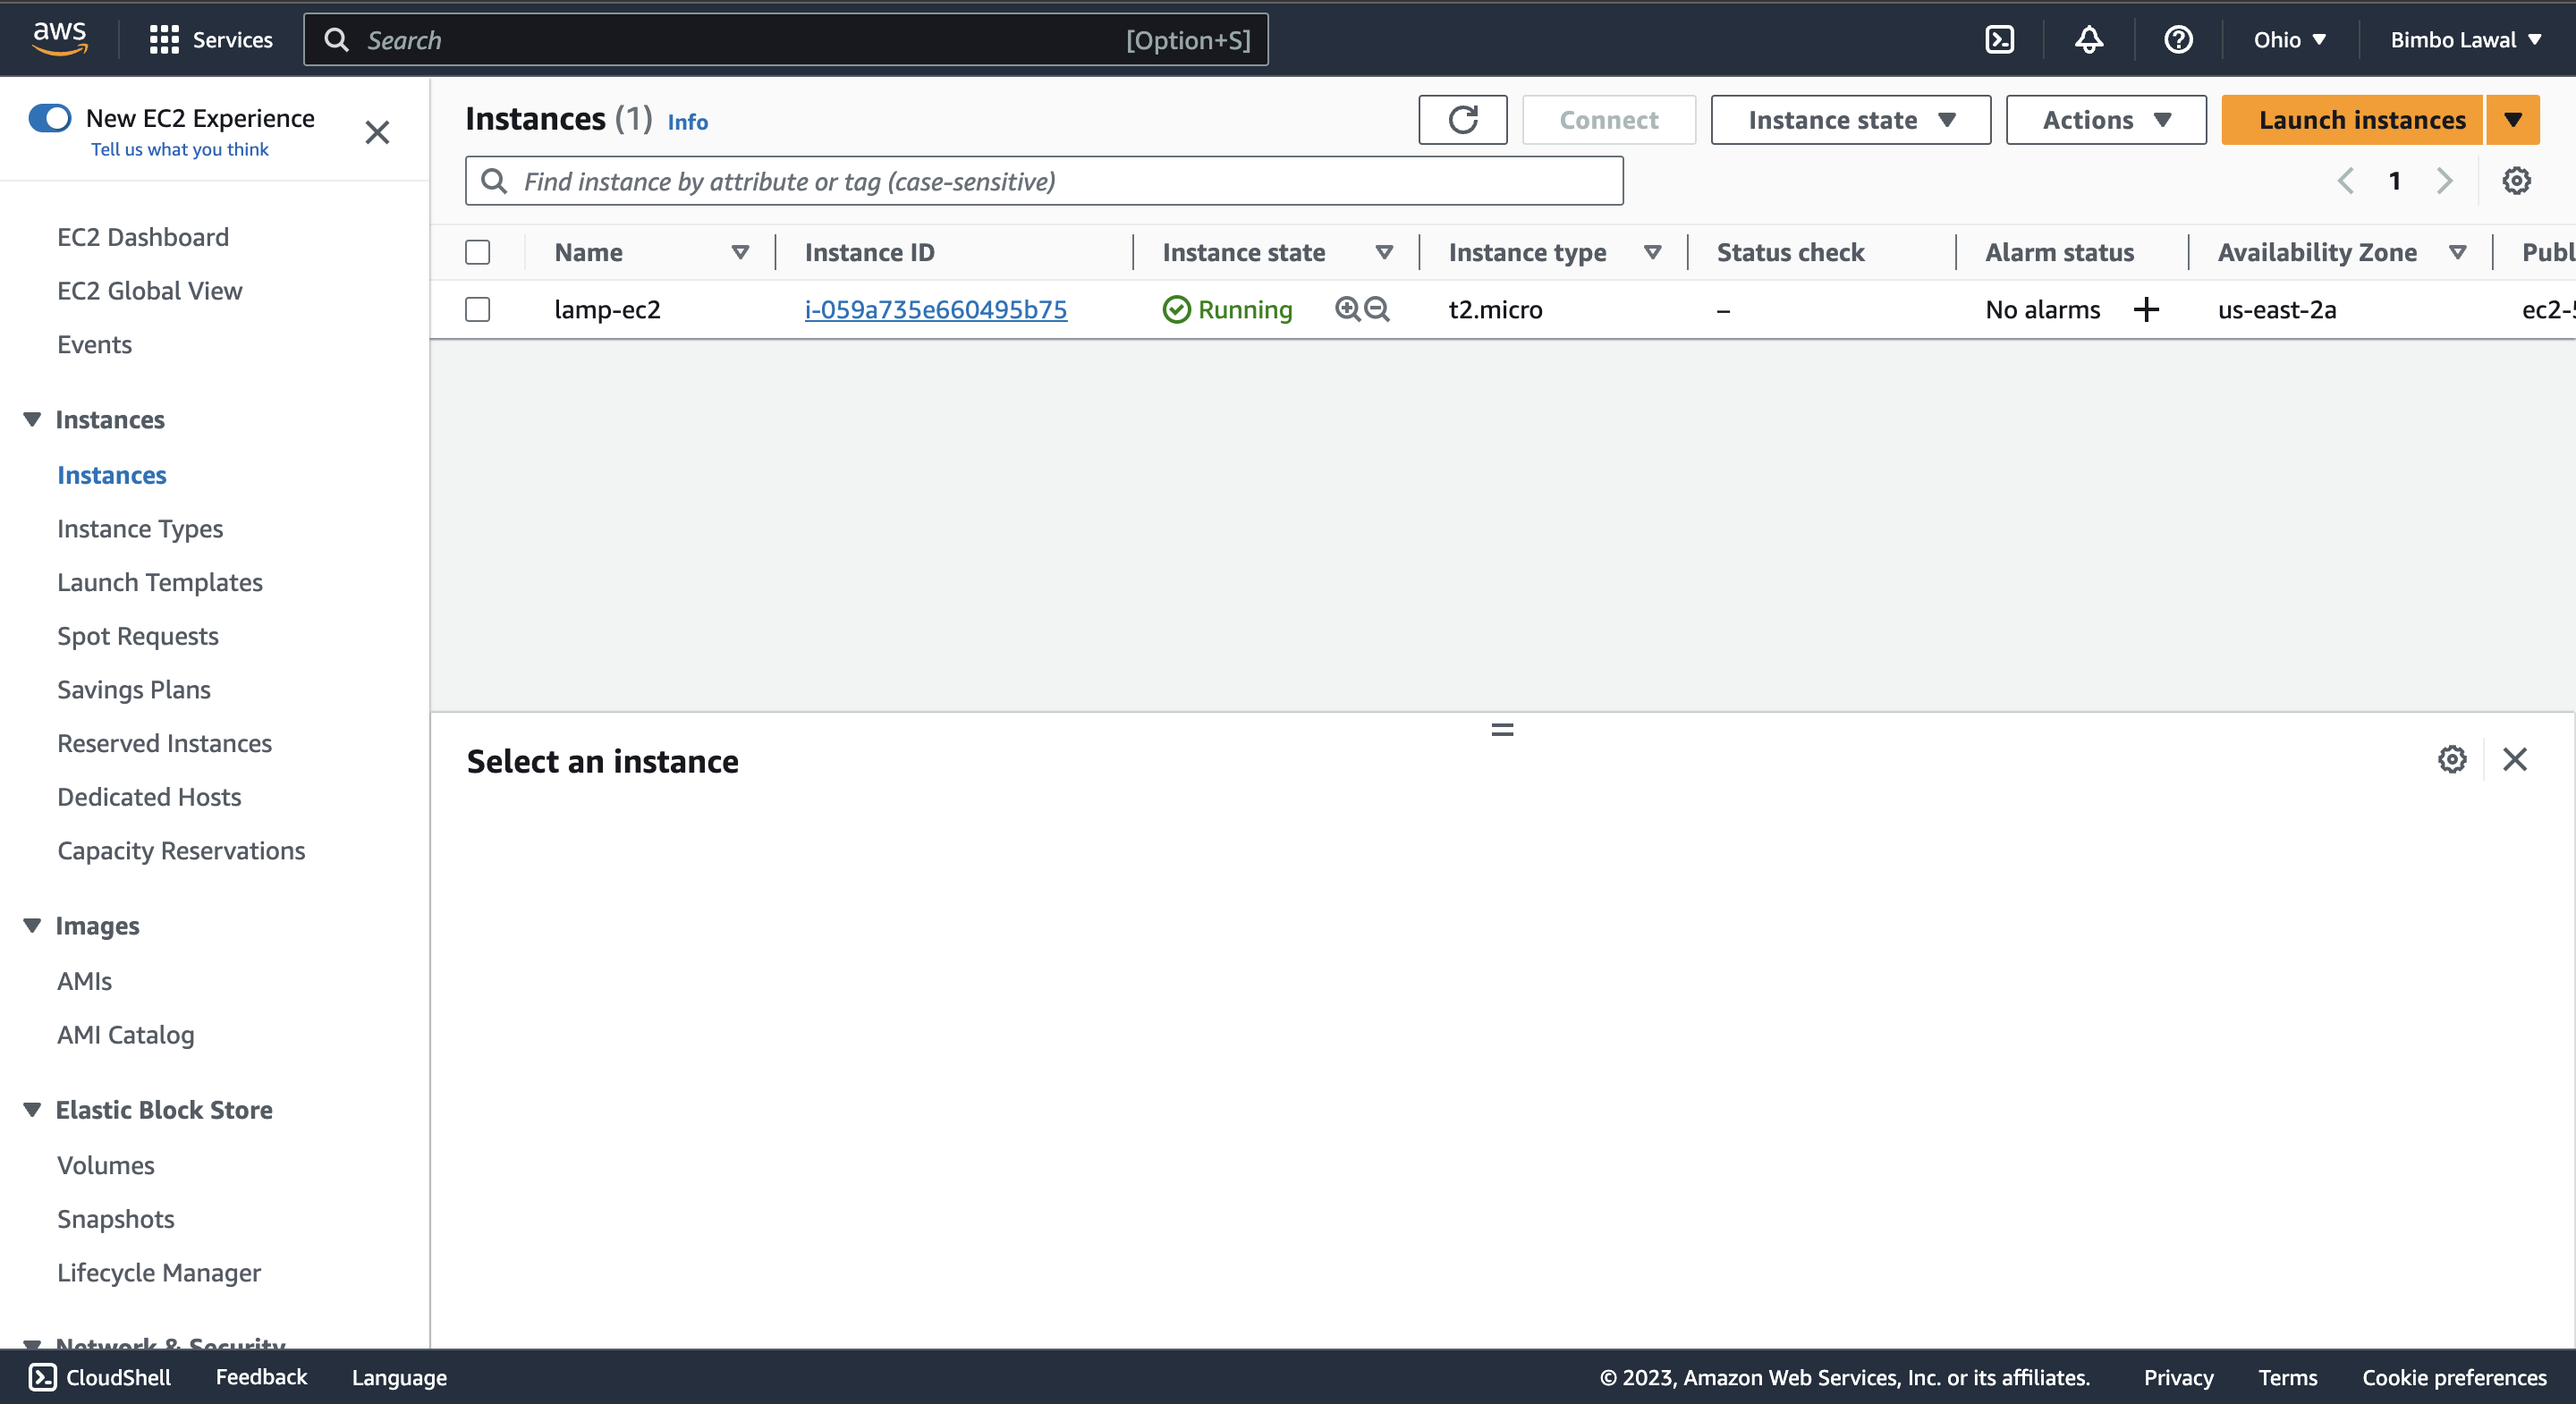 aws
Services
Search
[Option+S]
Ohio
Bimbo Lawal
New EC2 Experience
Tell us what you think
EC2 Dashboard
EC2 Global View
Events
Instances
Instances
Instance Types
Launch Templates
Spot Requests
Savings Plans
Reserved Instances
Dedicated Hosts
Capacity Reservations
Images
AMIs
AMI Catalog
Elastic Block Store
Volumes
Snapshots
Lifecycle Manager
Network & Security
Instances (1) Info
Connect
Instance state
Actions
Launch instances
Find instance by attribute or tag (case-sensitive)
1
Name Instance ID Instance state Instance type Status check Alarm status Availability Zone Publ
lamp-ec2 i-059a735e660495b75 Running t2.micro – No alarms + us-east-2a ec2-5
Select an instance
CloudShell Feedback Language © 2023, Amazon Web Services, Inc. or its affiliates. Privacy Terms Cookie preferences